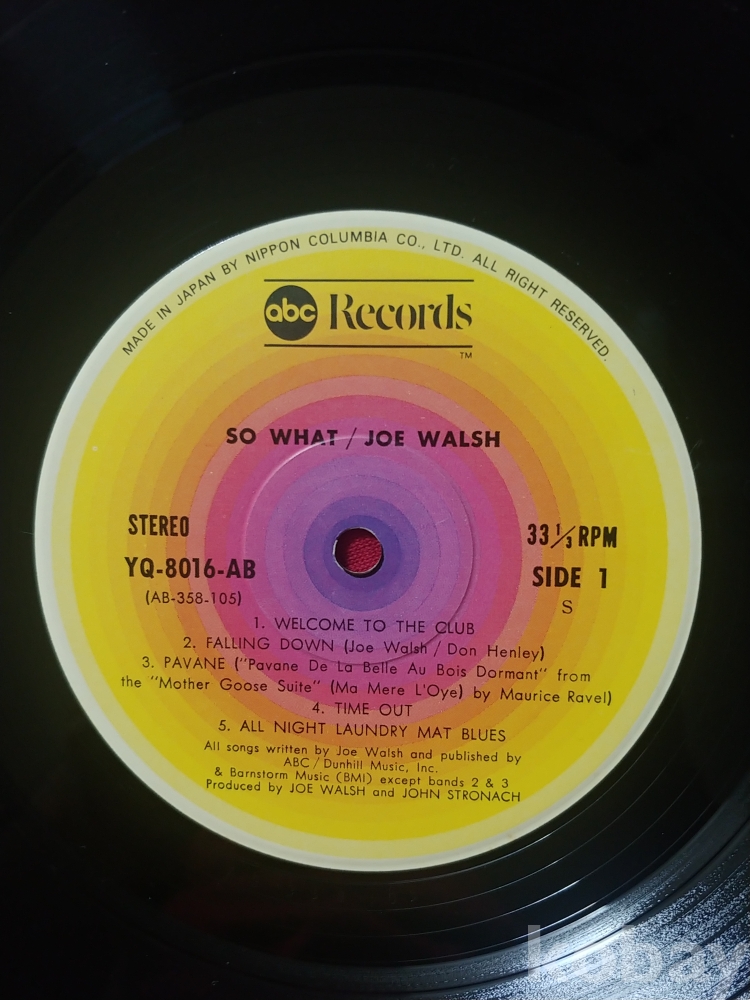 MADE IN JAPAN BY NIPPON COLUMBIA CO., LTD. ALL RIGHT RESERVED.
abc Records
TM
SO WHAT / JOE WALSH
STEREO
33 1/3 RPM
YQ-8016-AB
SIDE 1
(AB-358-105)
S
1. WELCOME TO THE CLUB
2. FALLING DOWN (Joe Walsh / Don Henley)
3. PAVANE ("Pavane De La Belle Au Bois Dormant" from
the "Mother Goose Suite" (Ma Mere L'Oye) by Maurice Ravel)
4. TIME OUT
5. ALL NIGHT LAUNDRY MAT BLUES
All songs written by Joe Walsh and published by
ABC / Dunhill Music, Inc.
& Barnstorm Music (BMI) except bands 2 & 3
Produced by JOE WALSH and JOHN STRONACH